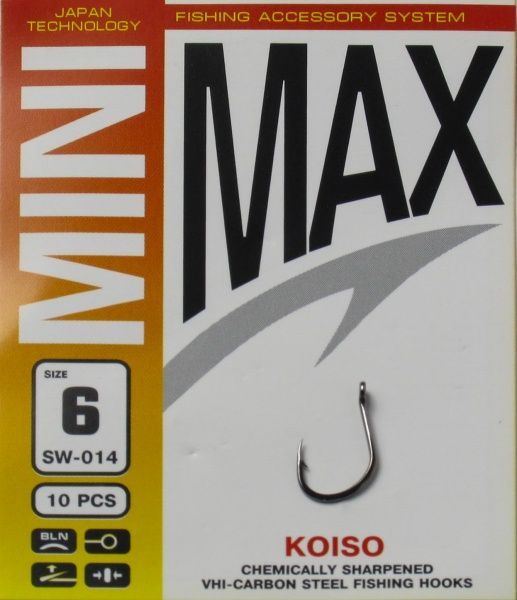 JAPAN
TECHNOLOGY
FISHING ACCESSORY SYSTEM
MINI
MAX
SIZE
6
SW-014
10 PCS
BLN
KOISO
CHEMICALLY SHARPENED
VHI-CARBON STEEL FISHING HOOKS